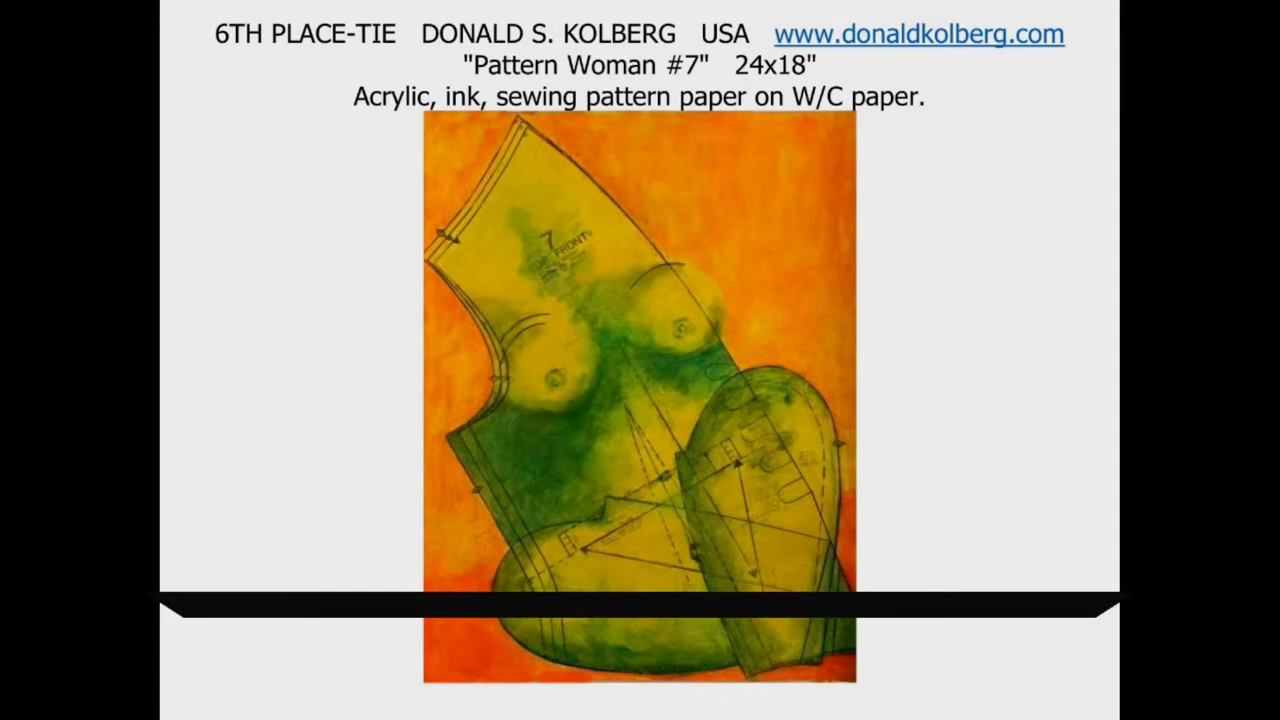 6TH PLACE-TIE DONALD S. KOLBERG USA www.donaldkolberg.com
"Pattern Woman #7" 24x18"
Acrylic, ink, sewing pattern paper on W/C paper.
7
TOP FRONT